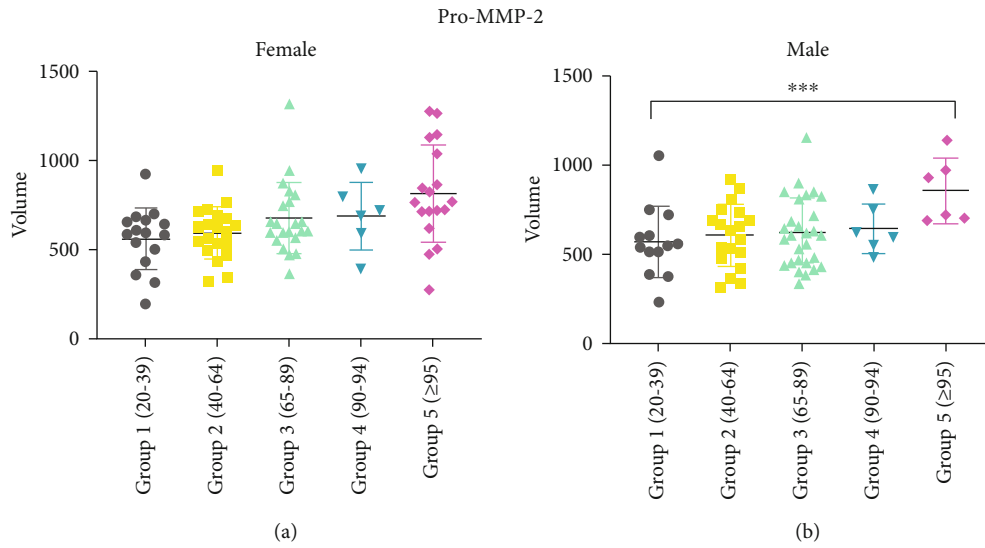 Pro-MMP-2
Female
Volume
1500
1000
500
0
Group 1 (20-39)
Group 2 (40-64)
Group 3 (65-89)
Group 4 (90-94)
Group 5 (≥95)
(a)
Male
Volume
1500
1000
500
0
***
Group 1 (20-39)
Group 2 (40-64)
Group 3 (65-89)
Group 4 (90-94)
Group 5 (≥95)
(b)